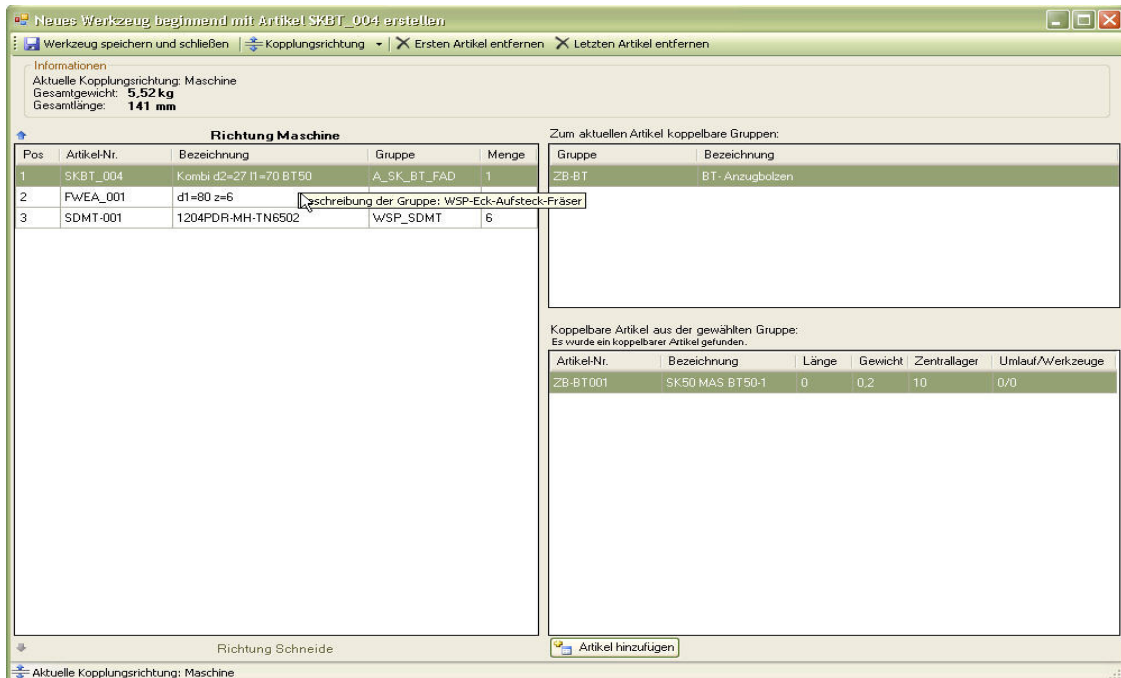 Neues Werkzeug beginnend mit Artikel SKBT_004 erstellen
Werkzeug speichern und schließen Kopplungsrichtung Ersten Artikel entfernen Letzten Artikel entfernen
Informationen
Aktuelle Kopplungsrichtung: Maschine
Gesamtgewicht: 5,52 kg
Gesamtlänge: 141 mm
Richtung Maschine
Pos Artikel-Nr. Bezeichnung Gruppe Menge
1 SKBT_004 Kombi d2=27 l1=70 BT50 A_SK_BT_FAD 1
2 FWEA_001 d1=80 z=6
eschreibung der Gruppe: WSP-Eck-Aufsteck-Fräser
3 SDMT-001 1204PDR-MH-TN6502 WSP_SDMT 6
Richtung Schneide
Zum aktuellen Artikel koppelbare Gruppen:
Gruppe Bezeichnung
ZB-BT BT- Anzugbolzen
Koppelbare Artikel aus der gewählten Gruppe:
Es wurde ein koppelbarer Artikel gefunden.
Artikel-Nr. Bezeichnung Länge Gewicht Zentrallager Umlauf/Werkzeuge
ZB-BT001 SK50 MAS BT50-1 0 0,2 10 0/0
Artikel hinzufügen
Aktuelle Kopplungsrichtung: Maschine